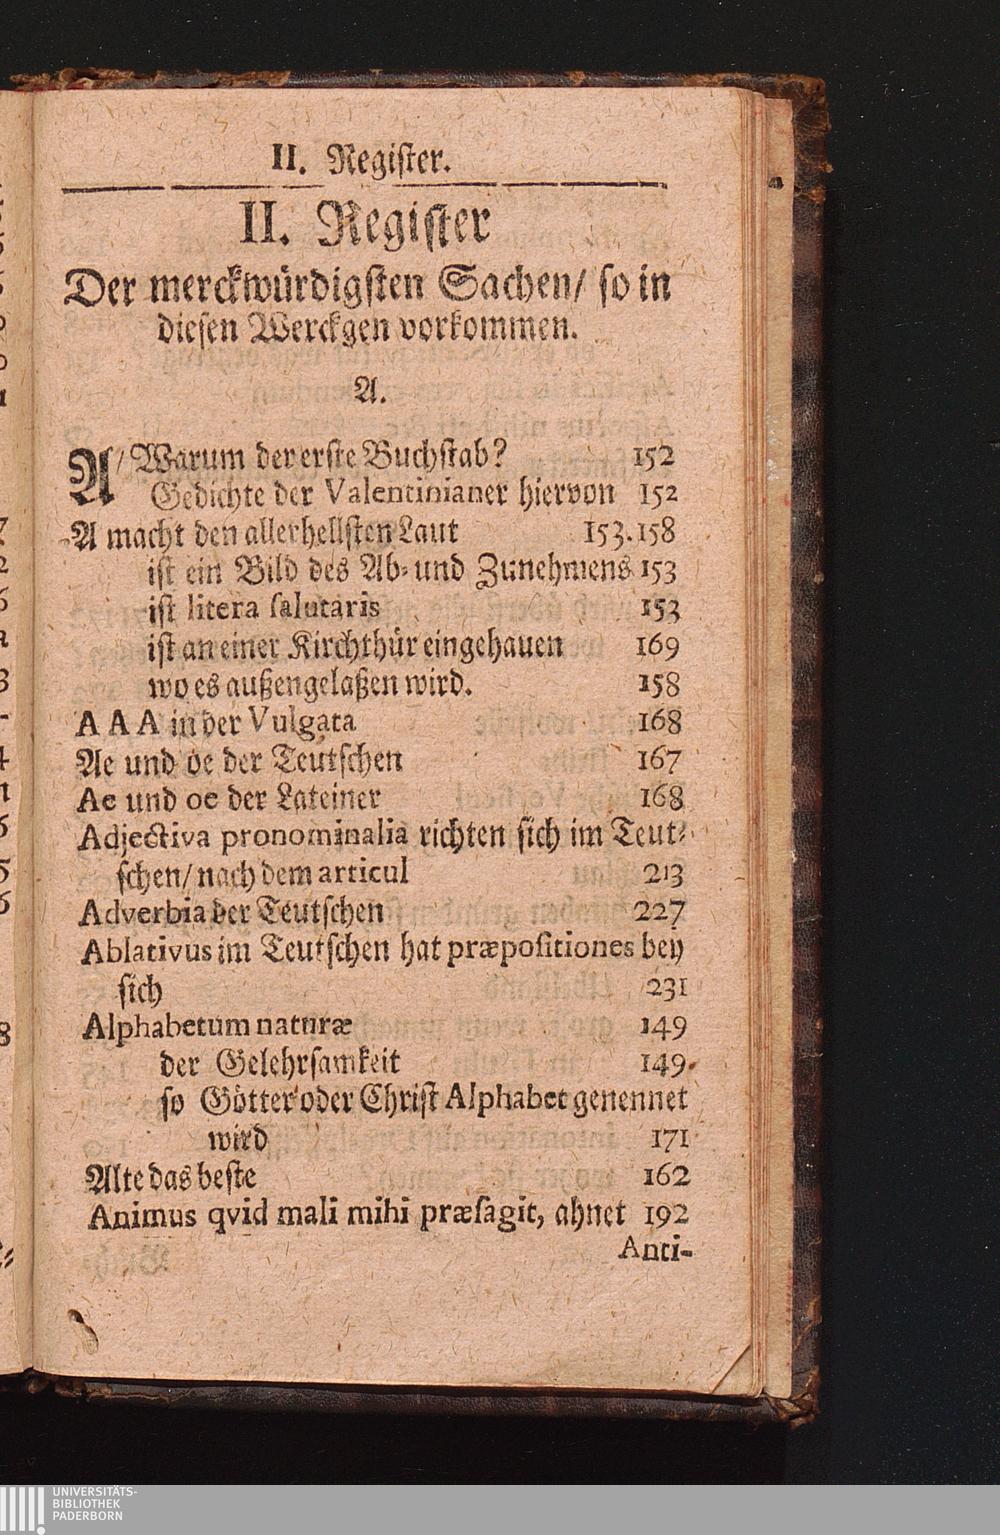 II. Regiſter.
II. Regiſter
Der merckwürdigſten Sachen/ ſo in
dieſen Werckgen vorkommen.
A.
A/ Warum der erſte Buchſtab? 152
Gedichte der Valentinianer hiervon 152
A macht den allerhellſten Laut 153.158
iſt ein Bild des Ab- und Zunehmens 153
iſt litera ſalutaris 153
iſt an einer Kirchthür eingehauen 169
wo es außengelaßen wird. 158
A A A in der Vulgata 168
Ae und oe der Teutſchen 167
Ae und oe der Lateiner 168
Adjectiva pronominalia richten ſich im Teut-
ſchen/ nach dem articul 213
Adverbia der Teutſchen 227
Ablativus im Teutſchen hat præpoſitiones bey
ſich 231
Alphabetum naturæ 149
der Gelehrſamkeit 149.
ſo Götter oder Chriſt Alphabet genennet
wird 171
Alte das beſte 162
Animus qvid mali mihi præſagit, ahnet 192
Anti-
UNIVERSITÄTS-
BIBLIOTHEK
PADERBORN